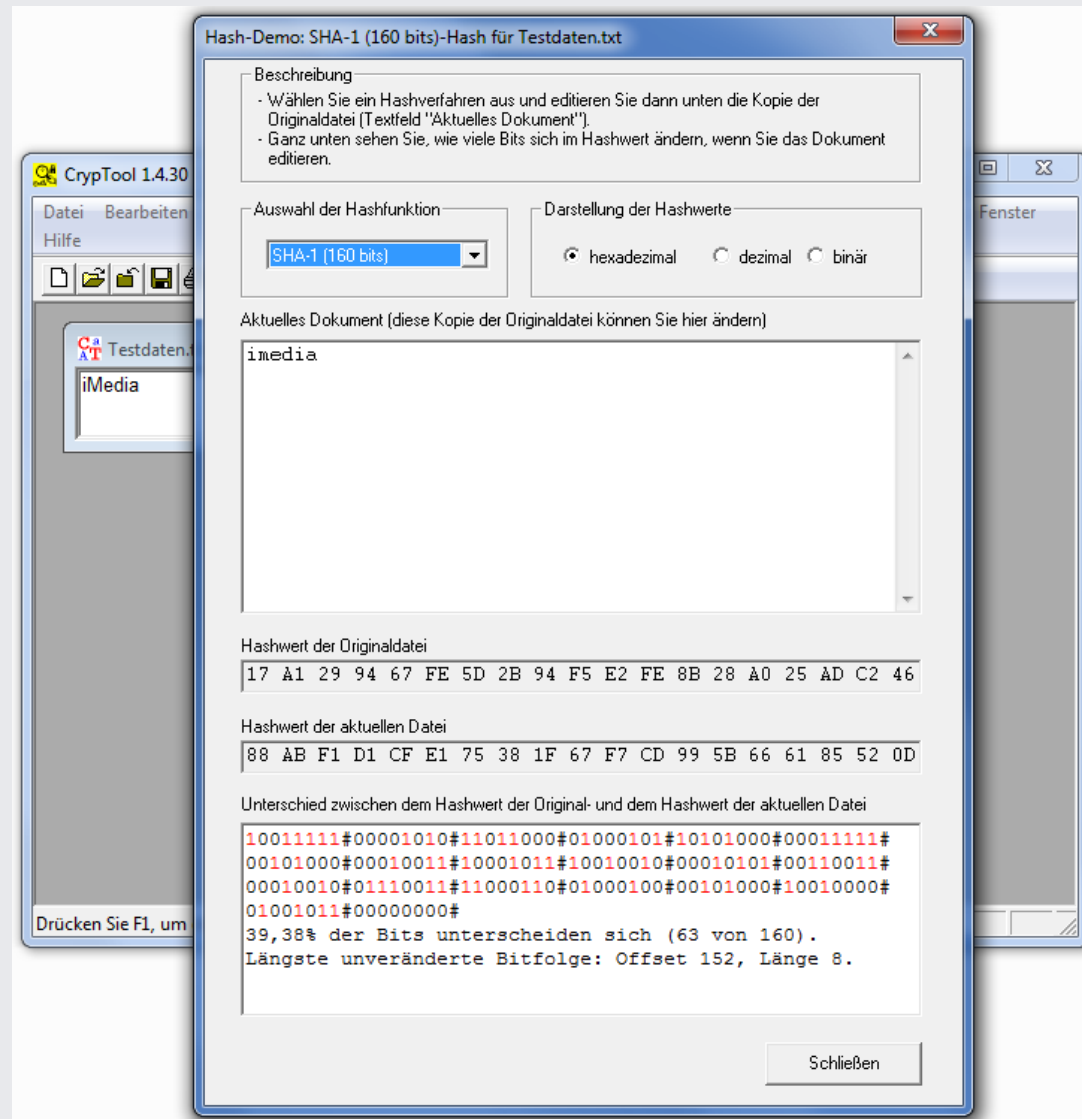 Hash-Demo: SHA-1 (160 bits)-Hash für Testdaten.txt
Beschreibung
- Wählen Sie ein Hashverfahren aus und editieren Sie dann unten die Kopie der
Originaldatei (Textfeld "Aktuelles Dokument").
- Ganz unten sehen Sie, wie viele Bits sich im Hashwert ändern, wenn Sie das Dokument
editieren.
CrypTool 1.4.30
Datei Bearbeiten
Fenster
Hilfe
Auswahl der Hashfunktion
SHA-1 (160 bits)
Darstellung der Hashwerte
hexadezimal dezimal binär
Aktuelles Dokument (diese Kopie der Originaldatei können Sie hier ändern)
imedia
Testdaten.t
iMedia
Hashwert der Originaldatei
17 A1 29 94 67 FE 5D 2B 94 F5 E2 FE 8B 28 A0 25 AD C2 46
Hashwert der aktuellen Datei
88 AB F1 D1 CF E1 75 38 1F 67 F7 CD 99 5B 66 61 85 52 0D
Unterschied zwischen dem Hashwert der Original- und dem Hashwert der aktuellen Datei
10011111#00001010#11011000#01000101#10101000#00011111#
00101000#00010011#10001011#10010010#00010101#00110011#
00010010#01110011#11000110#01000100#00101000#10010000#
01001011#00000000#
39,38% der Bits unterscheiden sich (63 von 160).
Längste unveränderte Bitfolge: Offset 152, Länge 8.
Drücken Sie F1, um
Schließen